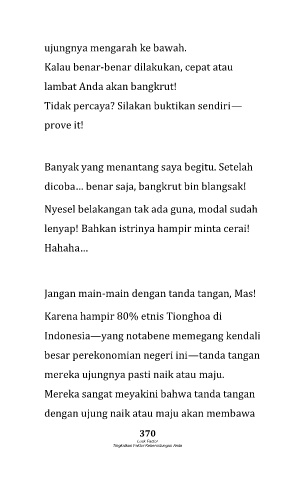 ujungnya mengarah ke bawah.
Kalau benar-benar dilakukan, cepat atau
lambat Anda akan bangkrut!
Tidak percaya? Silakan buktikan sendiri—
prove it!
Banyak yang menantang saya begitu. Setelah
dicoba... benar saja, bangkrut bin blangsak!
Nyesel belakangan tak ada guna, modal sudah
lenyap! Bahkan istrinya hampir minta cerai!
Hahaha...
Jangan main-main dengan tanda tangan, Mas!
Karena hampir 80% etnis Tionghoa di
Indonesia—yang notabene memegang kendali
besar perekonomian negeri ini—tanda tangan
mereka ujungnya pasti naik atau maju.
Mereka sangat meyakini bahwa tanda tangan
dengan ujung naik atau maju akan membawa
370
Luck Factor
Tingkatkan Faktor Keberuntungan Anda